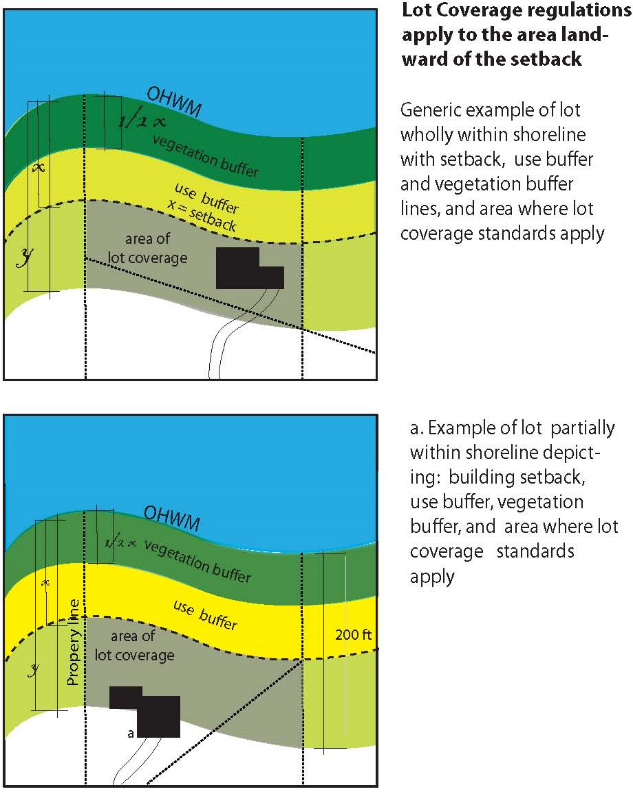 Lot Coverage regulations
apply to the area land-
ward of the setback
Generic example of lot
wholly within shoreline
with setback, use buffer
and vegetation buffer
lines, and area where lot
coverage standards apply
OHWM
1/2 x
vegetation buffer
x
use buffer
x = setback
y
area of
lot coverage
a. Example of lot partially
within shoreline depict-
ing: building setback,
use buffer, vegetation
buffer, and area where lot
coverage standards
apply
OHWM
1/2 x
vegetation buffer
x
use buffer
200 ft
Propery line
area of
lot coverage
y
a